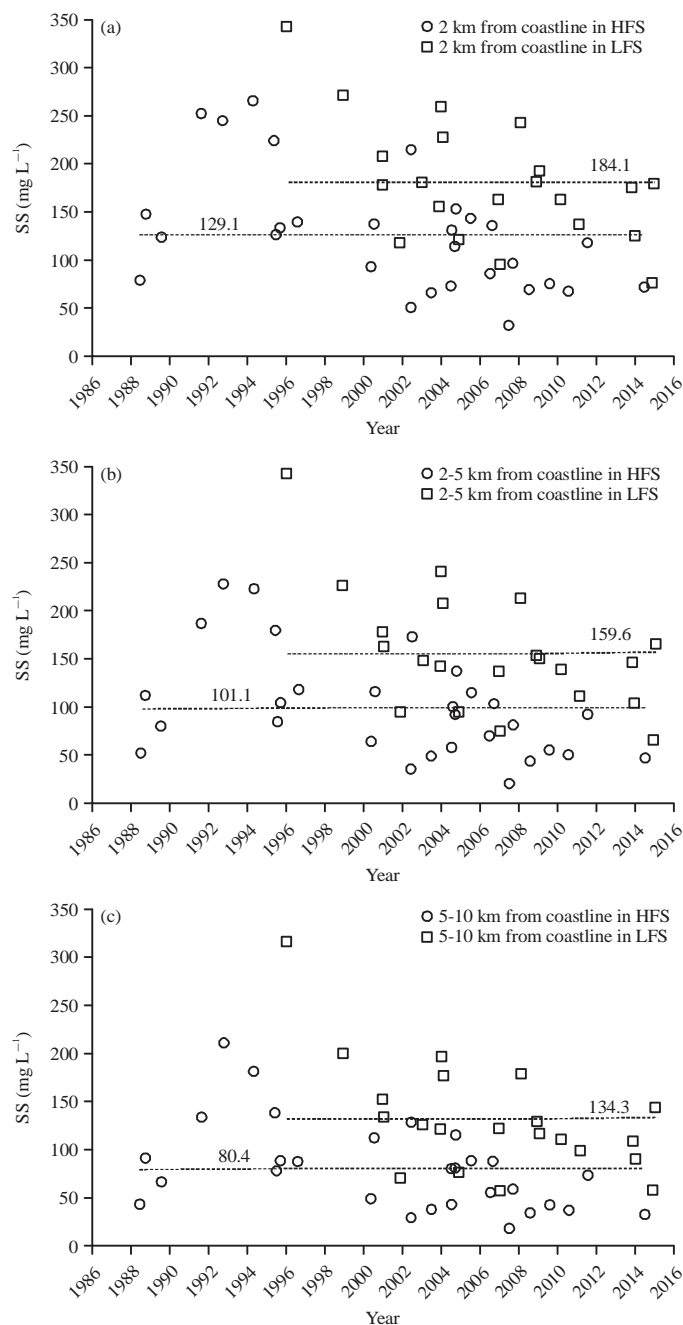 (a)
○ 2 km from coastline in HFS
□ 2 km from coastline in LFS
SS (mg L⁻¹)
350
300
250
200
150
100
50
0
184.1
129.1
1986 1988 1990 1992 1994 1996 1998 2000 2002 2004 2006 2008 2010 2012 2014 2016
Year
(b)
○ 2-5 km from coastline in HFS
□ 2-5 km from coastline in LFS
SS (mg L⁻¹)
350
300
250
200
150
100
50
0
159.6
101.1
1986 1988 1990 1992 1994 1996 1998 2000 2002 2004 2006 2008 2010 2012 2014 2016
Year
(c)
○ 5-10 km from coastline in HFS
□ 5-10 km from coastline in LFS
SS (mg L⁻¹)
350
300
250
200
150
100
50
0
134.3
80.4
1986 1988 1990 1992 1994 1996 1998 2000 2002 2004 2006 2008 2010 2012 2014 2016
Year